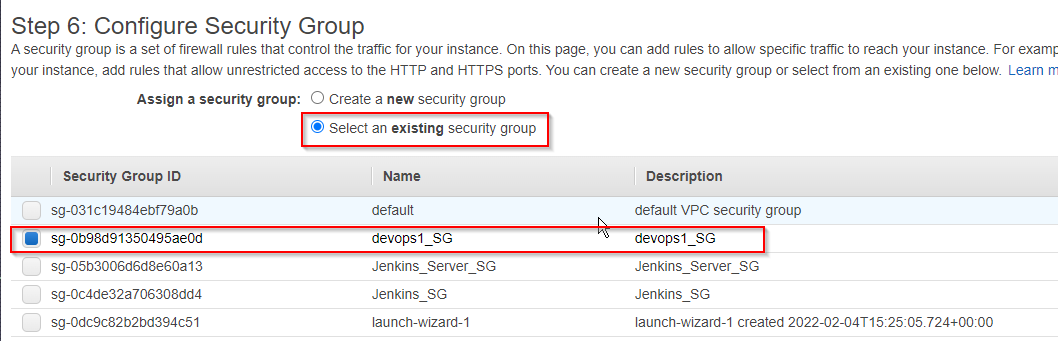 Step 6: Configure Security Group
A security group is a set of firewall rules that control the traffic for your instance. On this page, you can add rules to allow specific traffic to reach your instance. For examp
your instance, add rules that allow unrestricted access to the HTTP and HTTPS ports. You can create a new security group or select from an existing one below. Learn m
Assign a security group: Create a new security group
Select an existing security group
Security Group ID Name Description
sg-031c19484ebf79a0b default default VPC security group
sg-0b98d91350495ae0d devops1_SG devops1_SG
sg-05b3006d6d8e60a13 Jenkins_Server_SG Jenkins_Server_SG
sg-0c4de32a706308dd4 Jenkins_SG Jenkins_SG
sg-0dc9c82b2bd394c51 launch-wizard-1 launch-wizard-1 created 2022-02-04T15:25:05.724+00:00